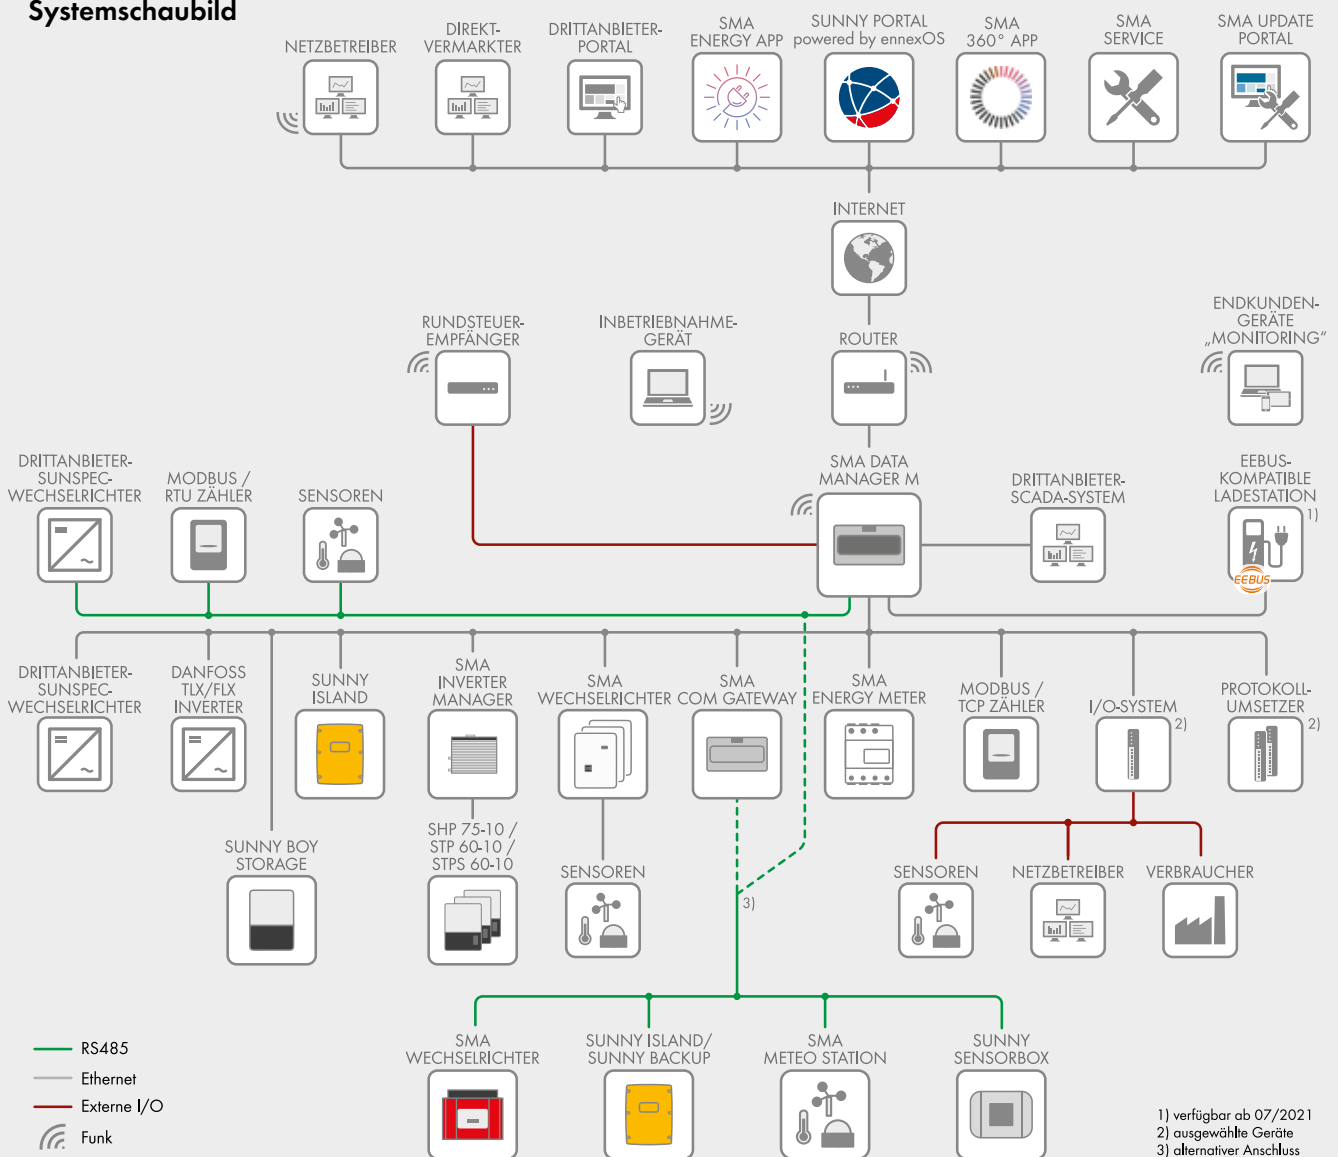 Systemschaubild
NETZBETREIBER
DIREKT-
VERMARKTER
DRITTANBIETER-
PORTAL
SMA
ENERGY APP
SUNNY PORTAL
powered by ennexOS
SMA
360° APP
SMA
SERVICE
SMA UPDATE
PORTAL
INTERNET
RUNDSTEUER-
EMPFÄNGER
INBETRIEBNAHME-
GERÄT
ROUTER
ENDKUNDEN-
GERÄTE
„MONITORING“
DRITTANBIETER-
SUNSPEC-
WECHSELRICHTER
MODBUS /
RTU ZÄHLER
SENSOREN
SMA DATA
MANAGER M
DRITTANBIETER-
SCADA-SYSTEM
EEBUS-
KOMPATIBLE
LADESTATION
1)
EEBUS
DRITTANBIETER-
SUNSPEC-
WECHSELRICHTER
DANFOSS
TLX/FLX
INVERTER
SUNNY
ISLAND
SMA
INVERTER
MANAGER
SMA
WECHSELRICHTER
SMA
COM GATEWAY
SMA
ENERGY METER
MODBUS /
TCP ZÄHLER
I/O-SYSTEM
2)
PROTOKOLL-
UMSETZER
2)
SUNNY BOY
STORAGE
SHP 75-10 /
STP 60-10 /
STPS 60-10
SENSOREN
3)
SENSOREN
NETZBETREIBER
VERBRAUCHER
SMA
WECHSELRICHTER
SUNNY ISLAND/
SUNNY BACKUP
SMA
METEO STATION
SUNNY
SENSORBOX
RS485
Ethernet
Externe I/O
Funk
1) verfügbar ab 07/2021
2) ausgewählte Geräte
3) alternativer Anschluss